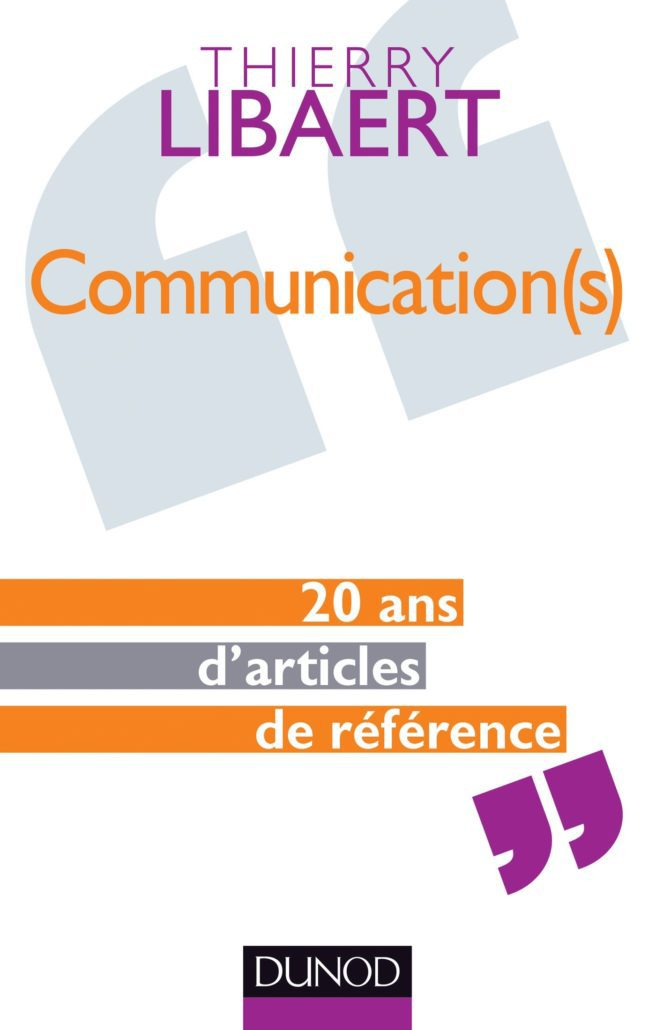 THIERRY
LIBAERT
Communication(s)
20 ans
d’articles
de référence
DUNOD